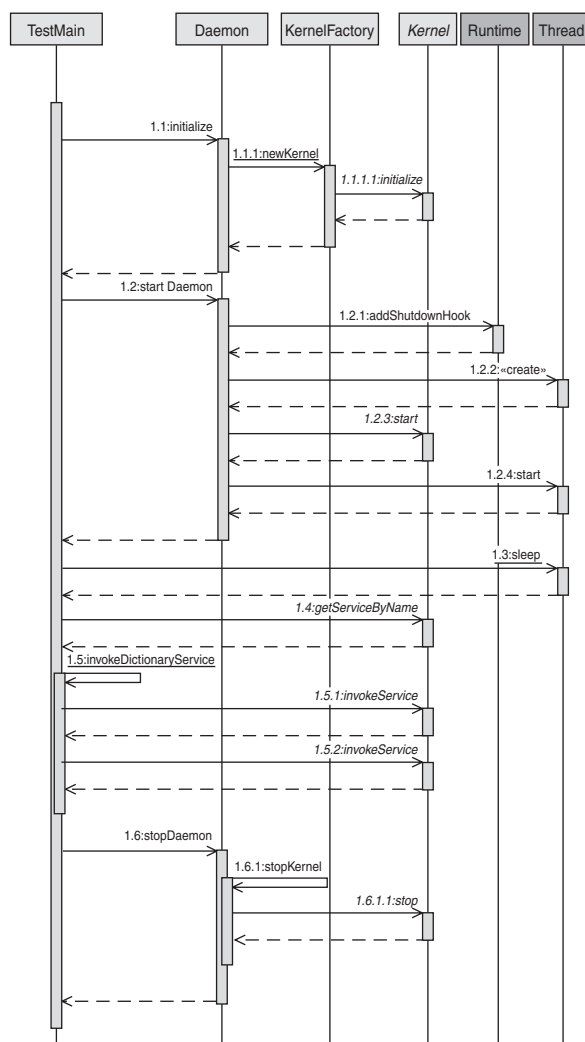 TestMain
Daemon
KernelFactory
Kernel
Runtime
Thread
1.1:initialize
1.1.1:newKernel
1.1.1.1:initialize
1.2:start Daemon
1.2.1:addShutdownHook
1.2.2:«create»
1.2.3:start
1.2.4:start
1.3:sleep
1.4:getServiceByName
1.5:invokeDictionaryService
1.5.1:invokeService
1.5.2:invokeService
1.6:stopDaemon
1.6.1:stopKernel
1.6.1.1:stop